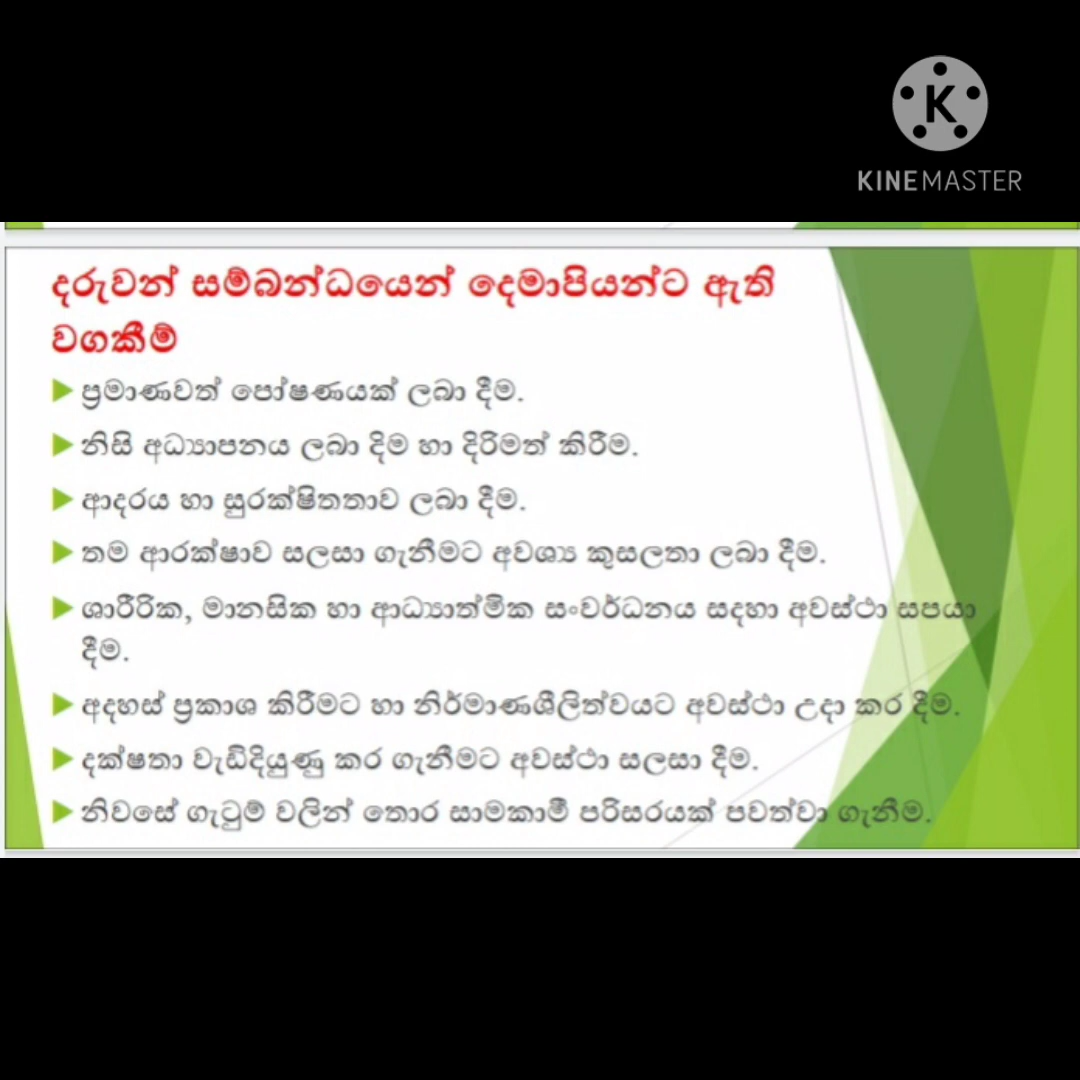 K
KINEMASTER
දරුවන් සම්බන්ධයෙන් දෙමාපියන්ට ඇති
වගකීම්
ප්‍රමාණවත් පෝෂණයක් ලබා දීම.
නිසි අධ්‍යාපනය ලබා දිම හා දිරිමත් කිරීම.
ආදරය හා සුරක්ෂිතතාව ලබා දීම.
තම ආරක්ෂාව සලසා ගැනීමට අවශ්‍ය කුසලතා ලබා දීම.
ශාරීරික, මානසික හා ආධ්‍යාත්මික සංවර්ධනය සදහා අවස්ථා සපයා
දීම.
අදහස් ප්‍රකාශ කිරීමට හා නිර්මාණශීලිත්වයට අවස්ථා උදා කර දීම.
දක්ෂතා වැඩිදියුණු කර ගැනීමට අවස්ථා සලසා දීම.
නිවසේ ගැටුම් වලින් තොර සාමකාමී පරිසරයක් පවත්වා ගැනීම.